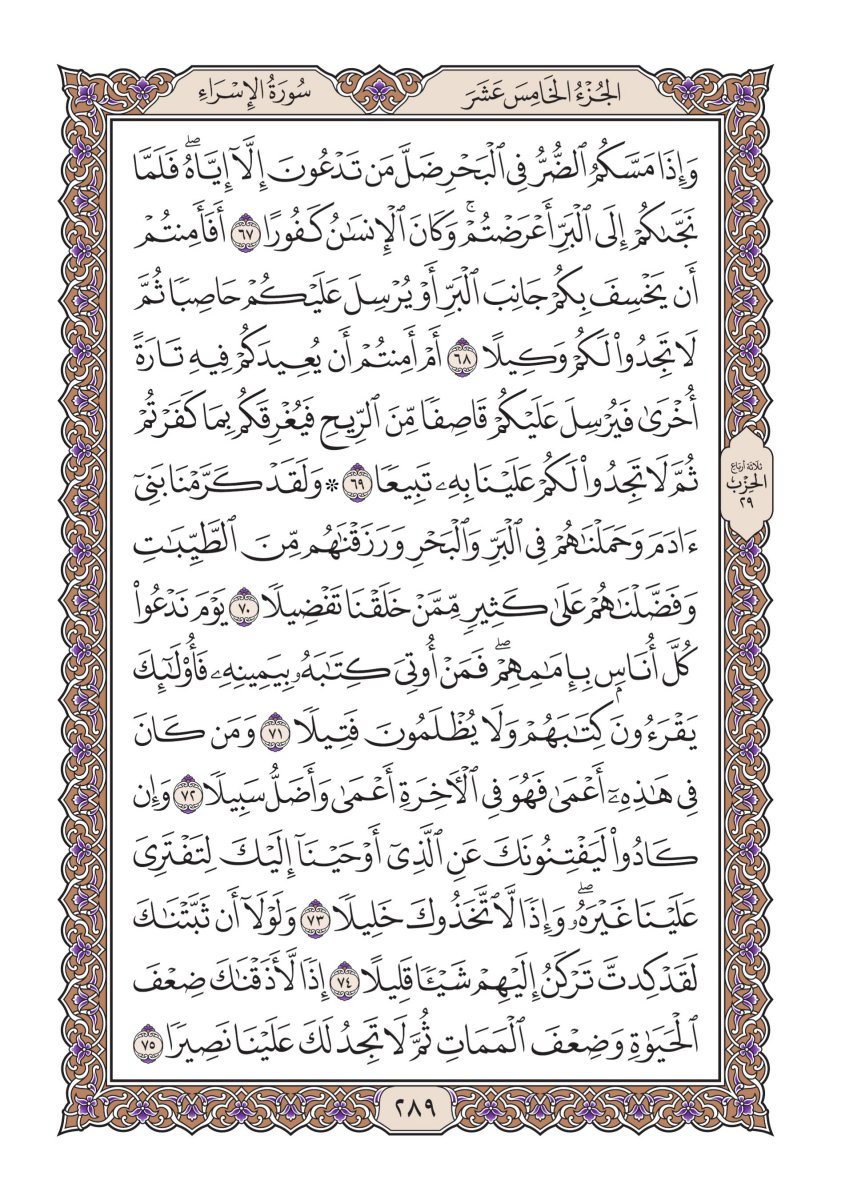 الجُزْءُ الخَامِسَ عَشَرَ
سُورَةُ الإِسْرَاءِ
وَإِذَا مَسَّكُمُ ٱلضُّرُّ فِى ٱلْبَحْرِ ضَلَّ مَن تَدْعُونَ إِلَّآ إِيَّاهُ ۖ فَلَمَّا
نَجَّىٰكُمْ إِلَى ٱلْبَرِّ أَعْرَضْتُمْ ۚ وَكَانَ ٱلْإِنسَٰنُ كَفُورًا ٦٧ أَفَأَمِنتُمْ
أَن يَخْسِفَ بِكُمْ جَانِبَ ٱلْبَرِّ أَوْ يُرْسِلَ عَلَيْكُمْ حَاصِبًا ثُمَّ
لَا تَجِدُوا۟ لَكُمْ وَكِيلًا ٦٨ أَمْ أَمِنتُمْ أَن يُعِيدَكُمْ فِيهِ تَارَةً
أُخْرَىٰ فَيُرْسِلَ عَلَيْكُمْ قَاصِفًا مِّنَ ٱلرِّيحِ فَيُغْرِقَكُم بِمَا كَفَرْتُمْ
ثُمَّ لَا تَجِدُوا۟ لَكُمْ عَلَيْنَا بِهِۦ تَبِيعًا ٦٩ ۞ وَلَقَدْ كَرَّمْنَا بَنِىٓ
ءَادَمَ وَحَمَلْنَٰهُمْ فِى ٱلْبَرِّ وَٱلْبَحْرِ وَرَزَقْنَٰهُم مِّنَ ٱلطَّيِّبَٰتِ
وَفَضَّلْنَٰهُمْ عَلَىٰ كَثِيرٍ مِّمَّنْ خَلَقْنَا تَفْضِيلًا ٧٠ يَوْمَ نَدْعُوا۟
كُلَّ أُنَاسٍۭ بِإِمَٰمِهِمْ ۖ فَمَنْ أُوتِىَ كِتَٰبَهُۥ بِيَمِينِهِۦ فَأُو۟لَٰٓئِكَ
يَقْرَءُونَ كِتَٰبَهُمْ وَلَا يُظْلَمُونَ فَتِيلًا ٧١ وَمَن كَانَ
فِى هَٰذِهِۦٓ أَعْمَىٰ فَهُوَ فِى ٱلْءَاخِرَةِ أَعْمَىٰ وَأَضَلُّ سَبِيلًا ٧٢ وَإِن
كَادُوا۟ لَيَفْتِنُونَكَ عَنِ ٱلَّذِىٓ أَوْحَيْنَآ إِلَيْكَ لِتَفْتَرِىَ
عَلَيْنَا غَيْرَهُۥ ۖ وَإِذًا لَّٱتَّخَذُوكَ خَلِيلًا ٧٣ وَلَوْلَآ أَن ثَبَّتْنَٰكَ
لَقَدْ كِدتَّ تَرْكَنُ إِلَيْهِمْ شَيْـًٔا قَلِيلًا ٧٤ إِذًا لَّأَذَقْنَٰكَ ضِعْفَ
ٱلْحَيَوٰةِ وَضِعْفَ ٱلْمَمَاتِ ثُمَّ لَا تَجِدُ لَكَ عَلَيْنَا نَصِيرًا ٧٥
ثلاثة أرباع
الحزب
٢٩
٢٨٩